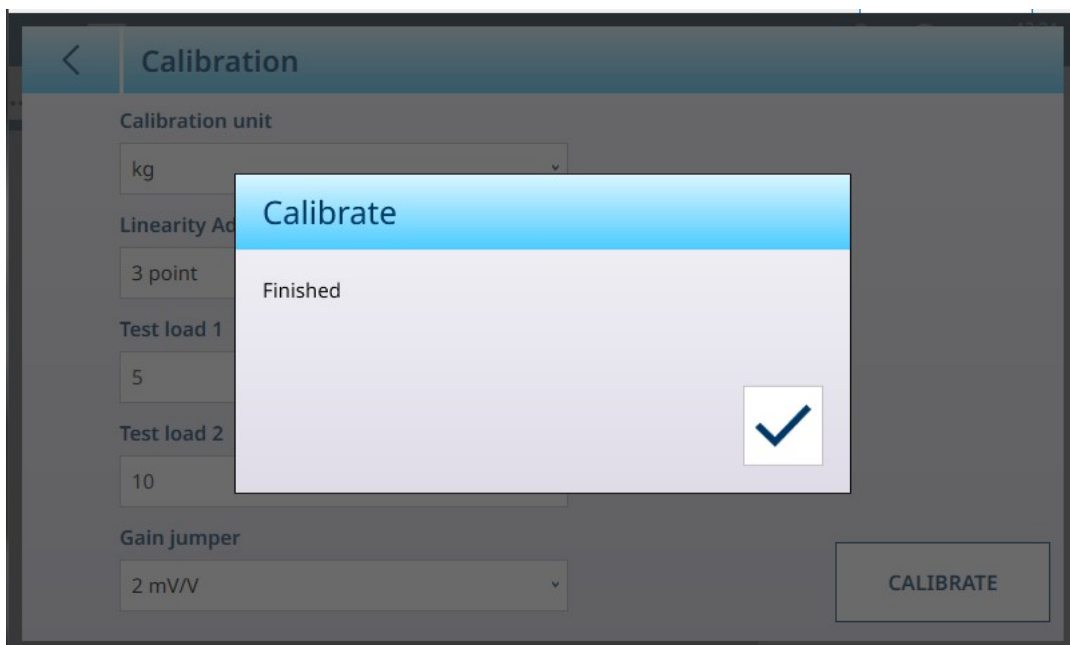 Calibration
Calibration unit
kg
Calibrate
Linearity Ad
3 point
Finished
Test load 1
5
Test load 2
10
Gain jumper
2 mV/V
CALIBRATE